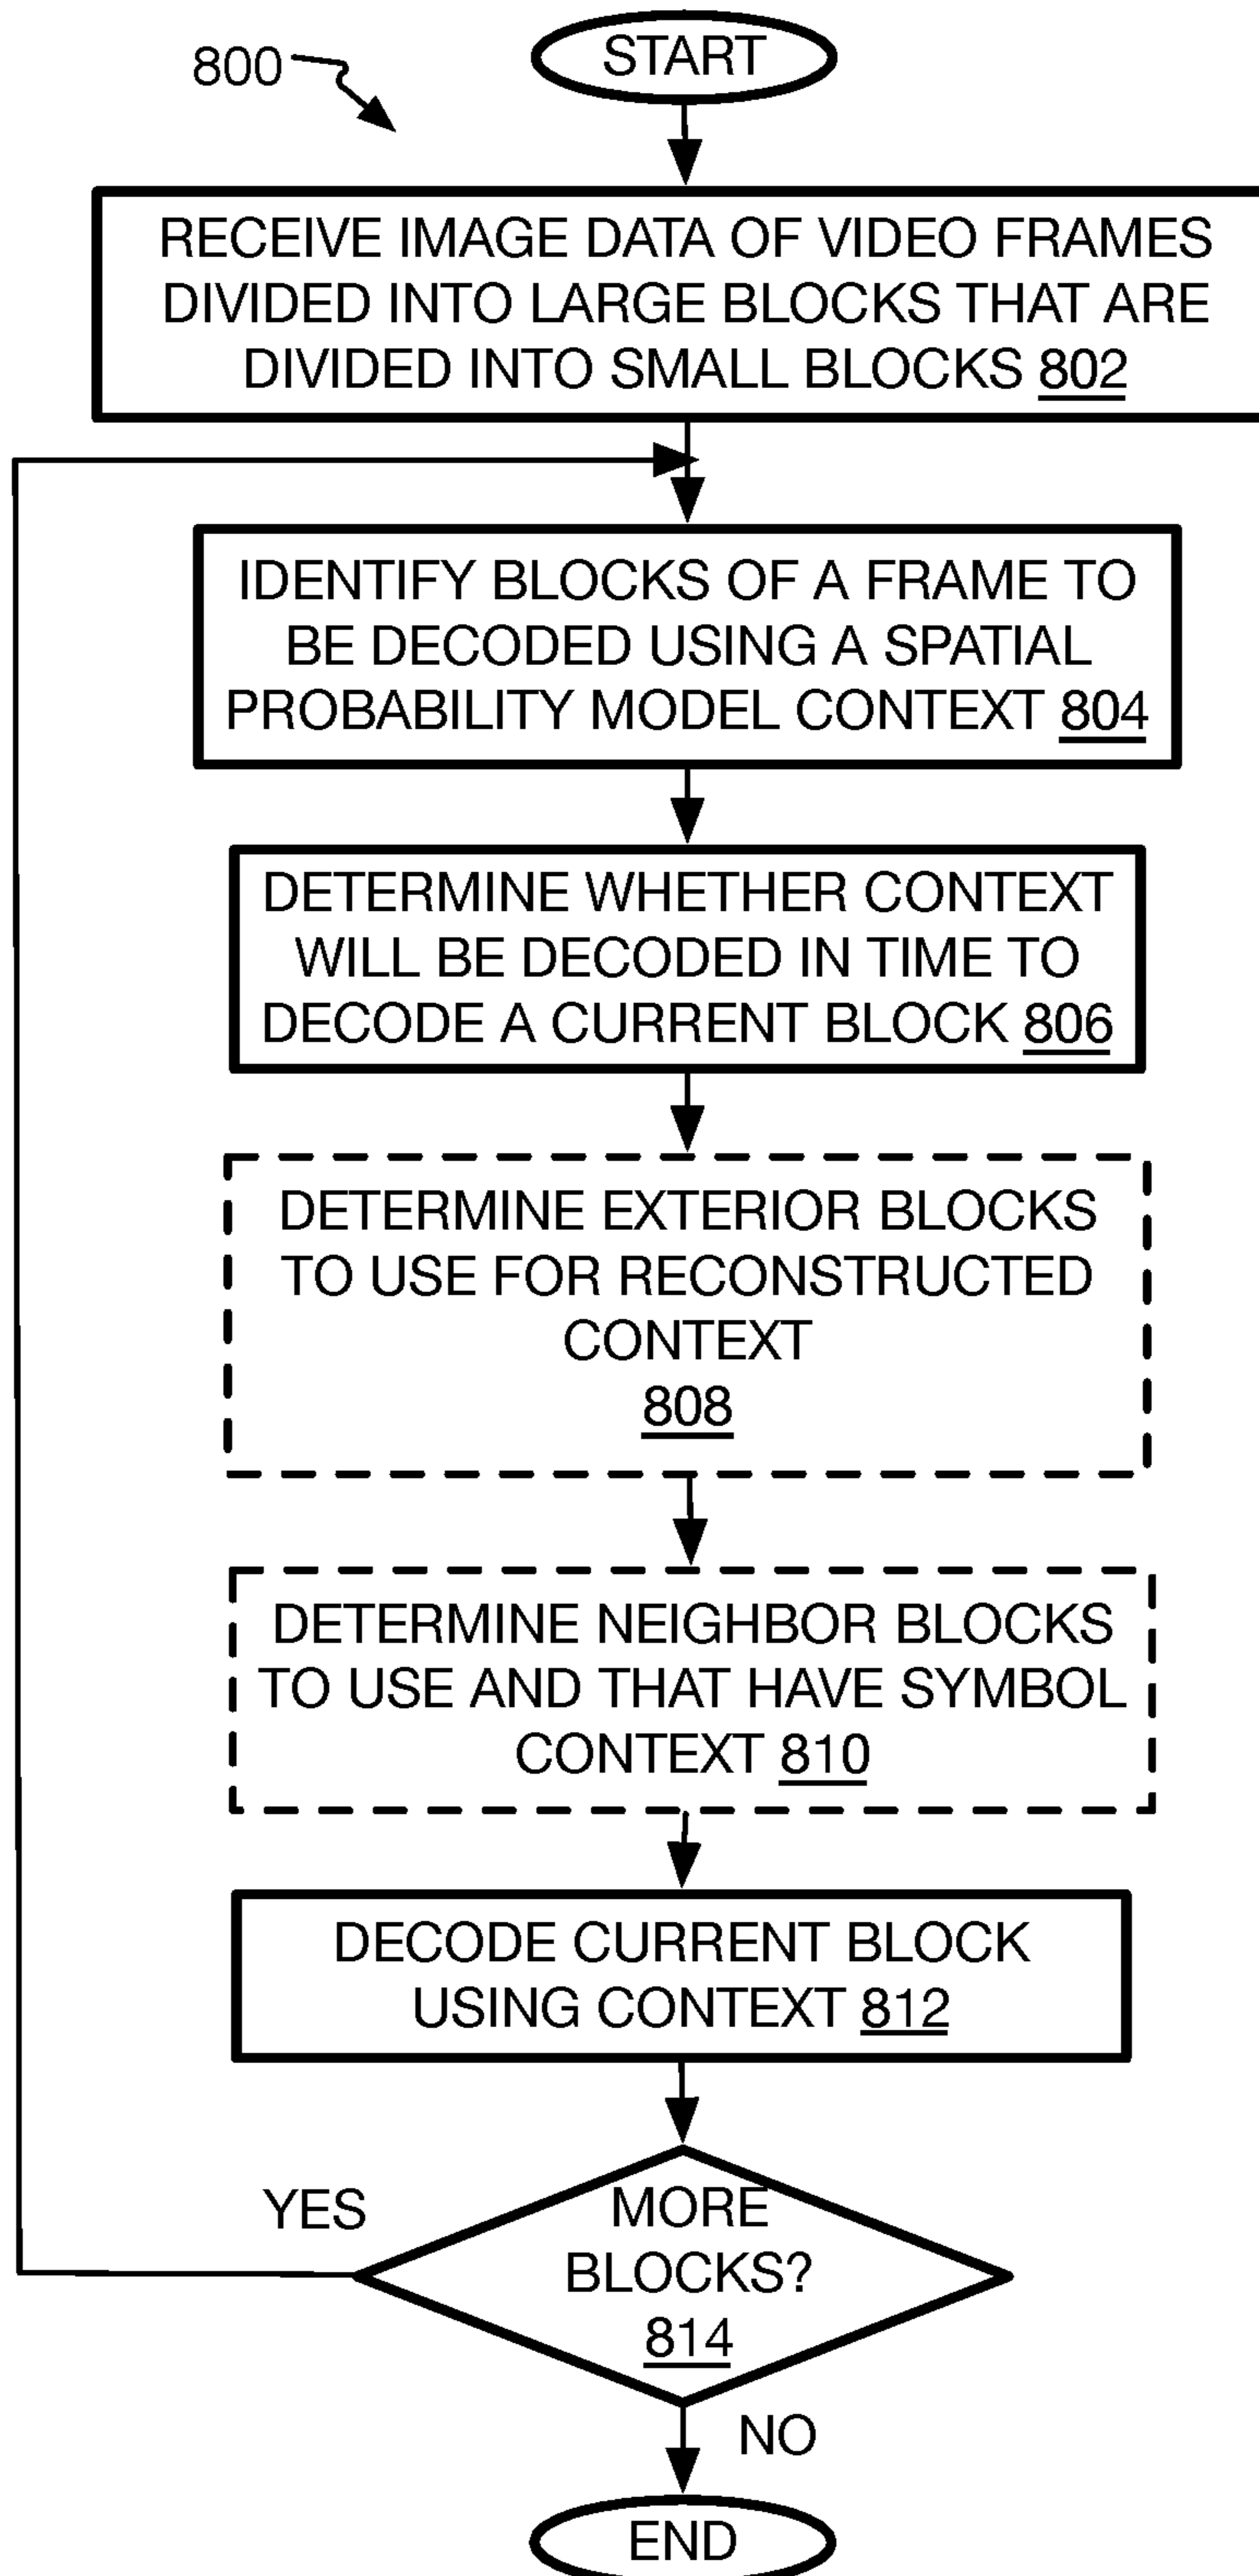 800
START
RECEIVE IMAGE DATA OF VIDEO FRAMES
DIVIDED INTO LARGE BLOCKS THAT ARE
DIVIDED INTO SMALL BLOCKS 802
IDENTIFY BLOCKS OF A FRAME TO
BE DECODED USING A SPATIAL
PROBABILITY MODEL CONTEXT 804
DETERMINE WHETHER CONTEXT
WILL BE DECODED IN TIME TO
DECODE A CURRENT BLOCK 806
DETERMINE EXTERIOR BLOCKS
TO USE FOR RECONSTRUCTED
CONTEXT
808
DETERMINE NEIGHBOR BLOCKS
TO USE AND THAT HAVE SYMBOL
CONTEXT 810
DECODE CURRENT BLOCK
USING CONTEXT 812
YES
MORE
BLOCKS?
814
NO
END